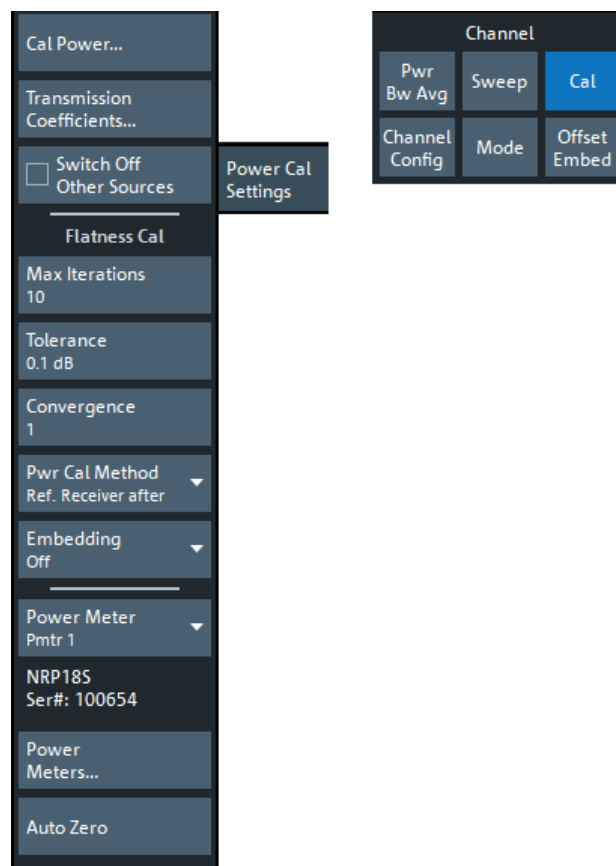 Cal Power...
Transmission
Coefficients...
Switch Off
Other Sources
Power Cal
Settings
Flatness Cal
Max Iterations
10
Tolerance
0.1 dB
Convergence
1
Pwr Cal Method
Ref. Receiver after
Embedding
Off
Power Meter
Pmtr 1
NRP18S
Ser#: 100654
Power
Meters...
Auto Zero
Channel
Pwr
Bw Avg
Sweep
Cal
Channel
Config
Mode
Offset
Embed